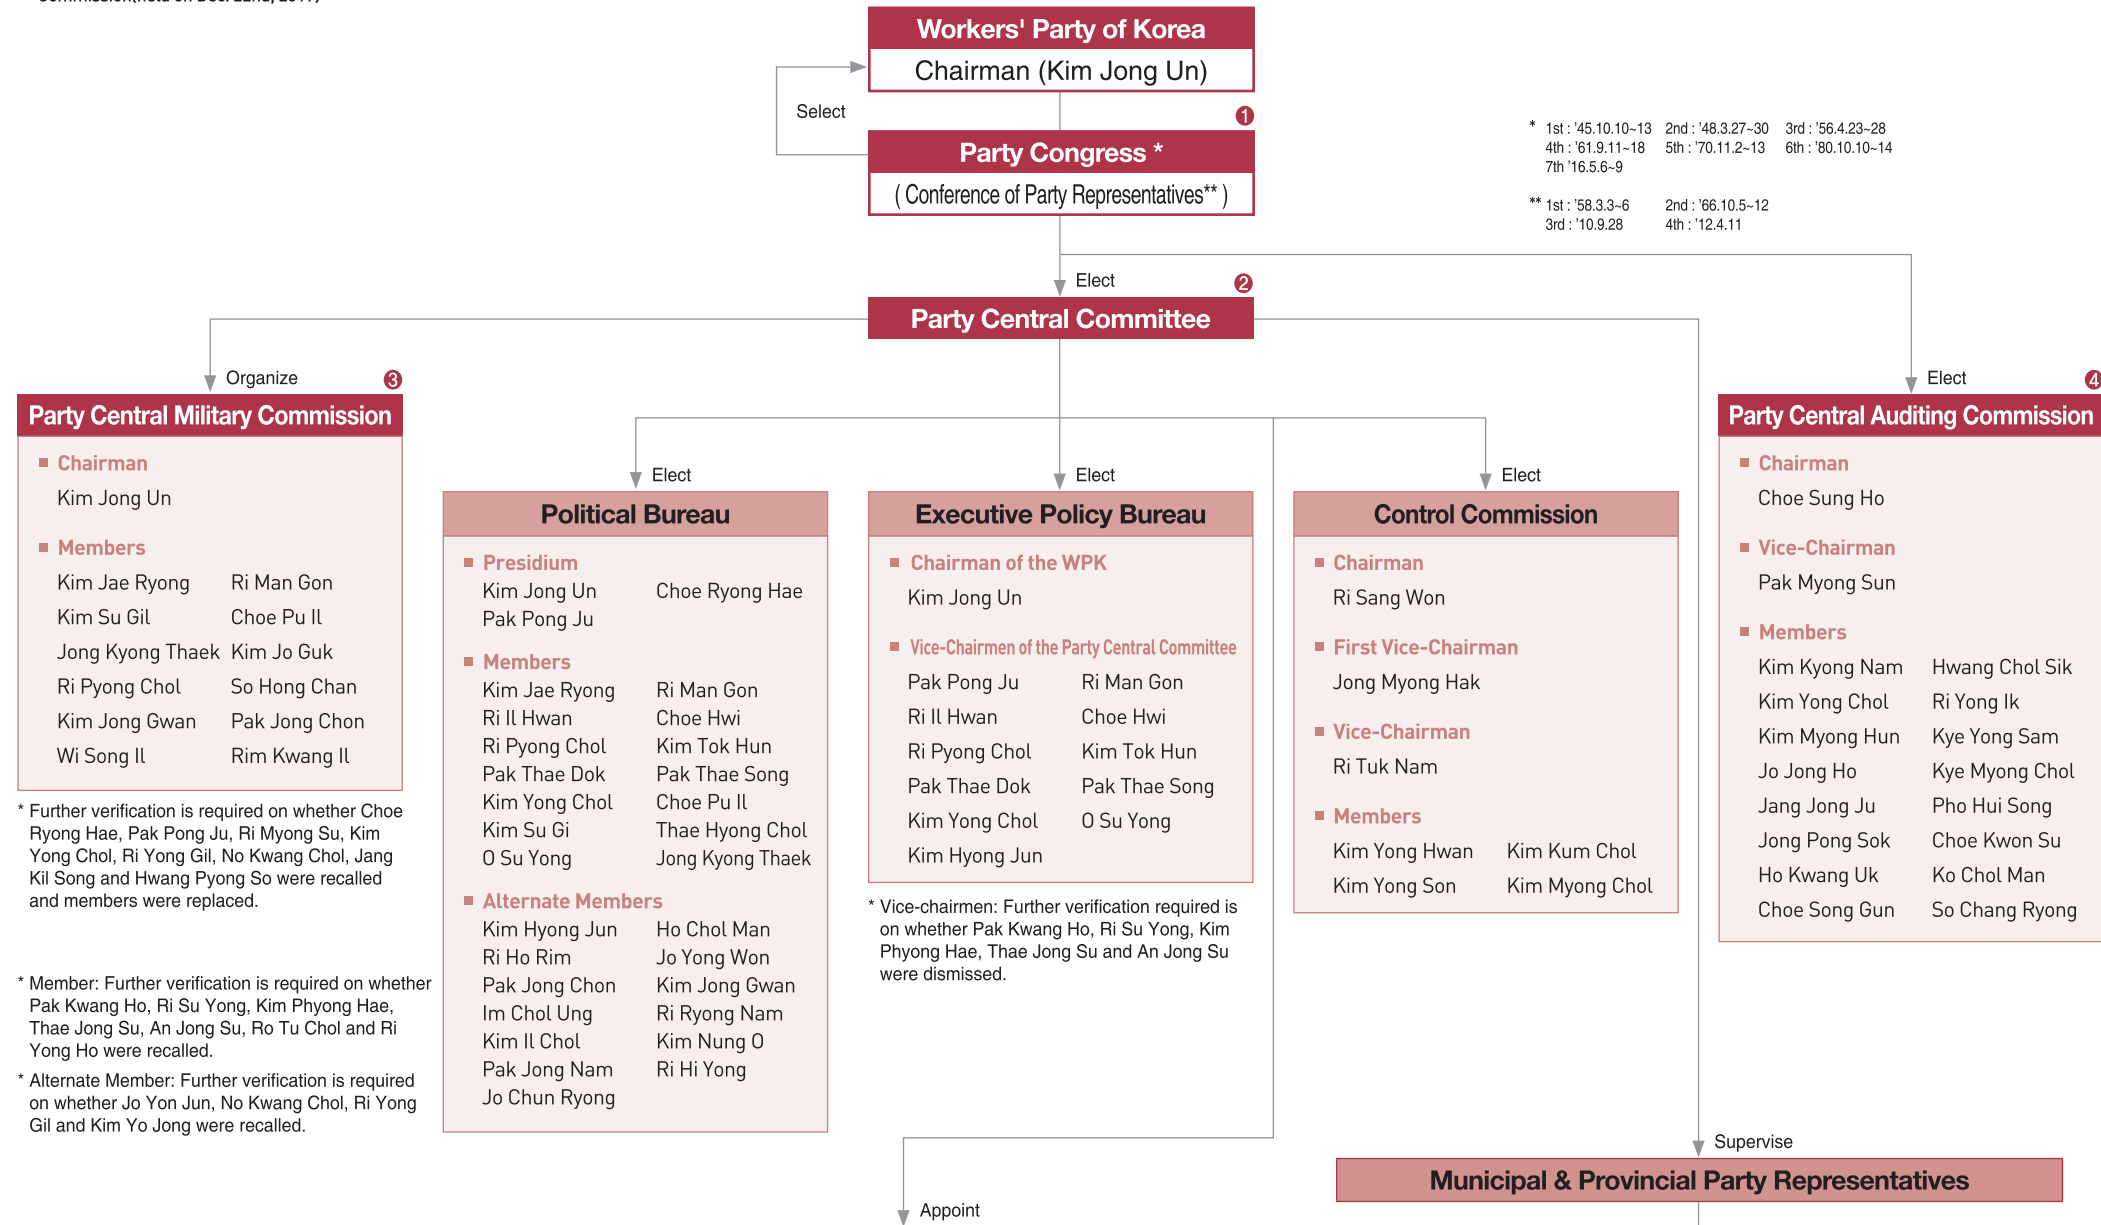 Workers' Party of Korea
Chairman (Kim Jong Un)
Select
1
Party Congress *
( Conference of Party Representatives** )
* 1st : '45.10.10~13 2nd : '48.3.27~30 3rd : '56.4.23~28
4th : '61.9.11~18 5th : '70.11.2~13 6th : '80.10.10~14
7th '16.5.6~9
** 1st : '58.3.3~6 2nd : '66.10.5~12
3rd : '10.9.28 4th : '12.4.11
Elect
2
Party Central Committee
Organize
3
Party Central Military Commission
Chairman
Kim Jong Un
Members
Kim Jae Ryong Ri Man Gon
Kim Su Gil Choe Pu Il
Jong Kyong Thaek Kim Jo Guk
Ri Pyong Chol So Hong Chan
Kim Jong Gwan Pak Jong Chon
Wi Song Il Rim Kwang Il
* Further verification is required on whether Choe
Ryong Hae, Pak Pong Ju, Ri Myong Su, Kim
Yong Chol, Ri Yong Gil, No Kwang Chol, Jang
Kil Song and Hwang Pyong So were recalled
and members were replaced.
* Member: Further verification is required on whether
Pak Kwang Ho, Ri Su Yong, Kim Phyong Hae,
Thae Jong Su, An Jong Su, Ro Tu Chol and Ri
Yong Ho were recalled.
* Alternate Member: Further verification is required
on whether Jo Yon Jun, No Kwang Chol, Ri Yong
Gil and Kim Yo Jong were recalled.
Elect
Political Bureau
Presidium
Kim Jong Un Choe Ryong Hae
Pak Pong Ju
Members
Kim Jae Ryong Ri Man Gon
Ri Il Hwan Choe Hwi
Ri Pyong Chol Kim Tok Hun
Pak Thae Dok Pak Thae Song
Kim Yong Chol Choe Pu Il
Kim Su Gi Thae Hyong Chol
O Su Yong Jong Kyong Thaek
Alternate Members
Kim Hyong Jun Ho Chol Man
Ri Ho Rim Jo Yong Won
Pak Jong Chon Kim Jong Gwan
Im Chol Ung Ri Ryong Nam
Kim Il Chol Kim Nung O
Pak Jong Nam Ri Hi Yong
Jo Chun Ryong
Elect
Executive Policy Bureau
Chairman of the WPK
Kim Jong Un
Vice-Chairmen of the Party Central Committee
Pak Pong Ju Ri Man Gon
Ri Il Hwan Choe Hwi
Ri Pyong Chol Kim Tok Hun
Pak Thae Dok Pak Thae Song
Kim Yong Chol O Su Yong
Kim Hyong Jun
* Vice-chairmen: Further verification required is
on whether Pak Kwang Ho, Ri Su Yong, Kim
Phyong Hae, Thae Jong Su and An Jong Su
were dismissed.
Elect
Control Commission
Chairman
Ri Sang Won
First Vice-Chairman
Jong Myong Hak
Vice-Chairman
Ri Tuk Nam
Members
Kim Yong Hwan Kim Kum Chol
Kim Yong Son Kim Myong Chol
Elect
4
Party Central Auditing Commission
Chairman
Choe Sung Ho
Vice-Chairman
Pak Myong Sun
Members
Kim Kyong Nam Hwang Chol Sik
Kim Yong Chol Ri Yong Ik
Kim Myong Hun Kye Yong Sam
Jo Jong Ho Kye Myong Chol
Jang Jong Ju Pho Hui Song
Jong Pong Sok Choe Kwon Su
Ho Kwang Uk Ko Chol Man
Choe Song Gun So Chang Ryong
Supervise
Municipal & Provincial Party Representatives
Appoint